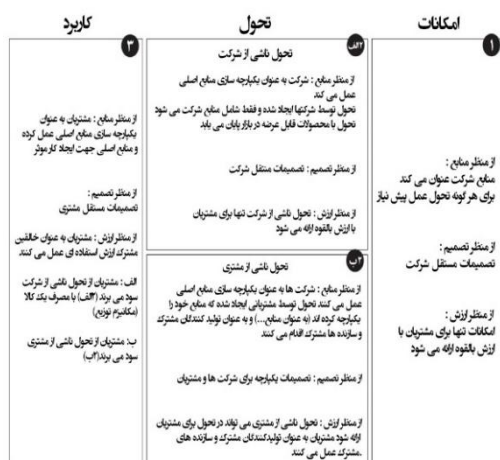 امکانات
۱
از منظر منابع :
منابع شرکت عنوان می کند
برای هر گونه تحول عمل پیش نیاز
از منظر تصمیم :
تصمیمات مستقل شرکت
از منظر ارزش :
امکانات تنها برای مشتریان با
ارزش بالقوه ارائه می شود
تحول
۲الف
تحول ناشی از شرکت
از منظر منابع : شرکت به عنوان یکپارچه سازی منابع اصلی
عمل می کند
تحول توسط شرکتها ایجاد شده و فقط شامل منابع شرکت می شود
تحول با محصولات قابل عرضه در بازار پایان می یابد
از منظر تصمیم : تصمیمات منتقل شرکت
از منظر ارزش : تحول ناشی از شرکت تنها برای مشتریان
با ارزش بالقوه ارائه می شود
۲ب
تحول ناشی از مشتری
از منظر منابع : شرکت ها به عنوان یکپارچه سازی منابع اصلی
عمل می کنند تحول توسط مشتریانی ایجاد شده که منابع خود را
یکپارچه کرده اند (به عنوان منابع...) و به عنوان تولید کنندگان مشترک
و سازنده ها مشترک اقدام می کنند
از منظر تصمیم : تصمیمات یکپارچه برای شرکت ها و مشتریان
از منظر ارزش : تحول ناشی از مشتری می تواند در تحول برای مشتریان
ارائه شود مشتریان به عنوان تولیدکنندگان مشترک و سازنده های
.مشترک عمل می کنند
کاربرد
۳
از منظر منابع : مشتریان به عنوان
یکپارچه سازی منابع اصلی عمل کرده
و منابع اصلی جهت ایجاد کار موثر
از منظر تصمیم :
تصمیمات مستقل مشتری
از منظر ارزش : مشتریان به عنوان خالقین
مشترک ارزش استفاده ای عمل می کنند
الف : مشتریان از تحول ناشی از شرکت
سود می برند (۲الف) با مصرف یک کالا
(مکانیزم توزیع)
ب: مشتریان از تحول ناشی از مشتری
سود می برند(۲ب)